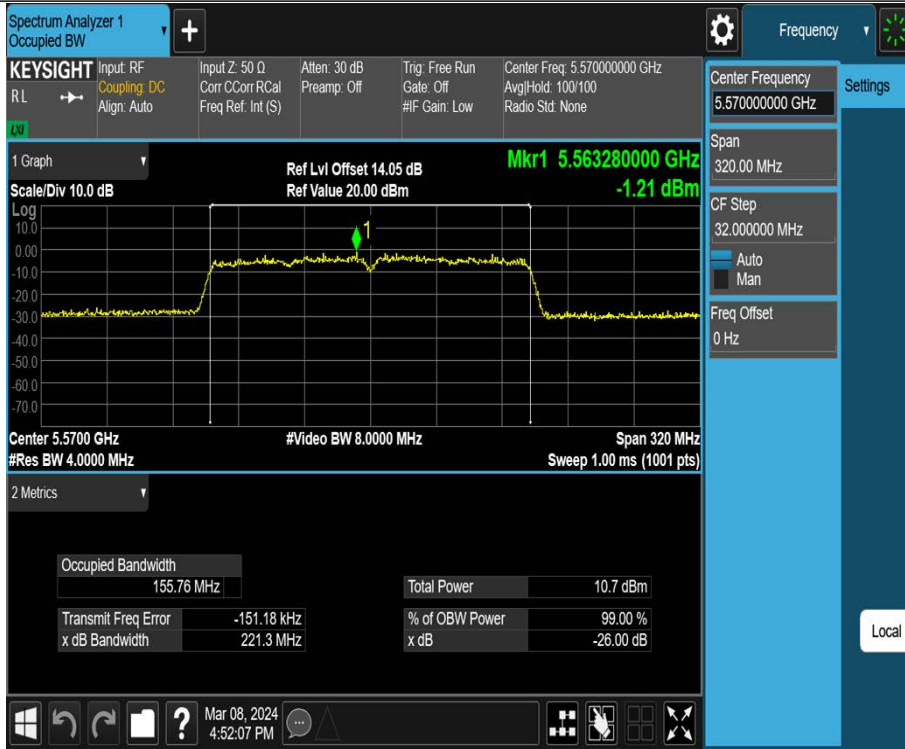 Spectrum Analyzer 1
Occupied BW
+
Frequency
KEYSIGHT
R L
LXI
Input: RF
Coupling: DC
Align: Auto
Input Z: 50 Ω
Corr CCorr RCal
Freq Ref: Int (S)
Atten: 30 dB
Preamp: Off
Trig: Free Run
Gate: Off
#IF Gain: Low
Center Freq: 5.570000000 GHz
Avg|Hold: 100/100
Radio Std: None
Center Frequency
5.570000000 GHz
Settings
Span
320.00 MHz
CF Step
32.000000 MHz
Auto
Man
Freq Offset
0 Hz
1 Graph
Scale/Div 10.0 dB
Ref Lvl Offset 14.05 dB
Ref Value 20.00 dBm
Mkr1 5.563280000 GHz
-1.21 dBm
Log
10.0
0.00
-10.0
-20.0
-30.0
-40.0
-50.0
-60.0
-70.0
1
Center 5.5700 GHz
#Res BW 4.0000 MHz
#Video BW 8.0000 MHz
Span 320 MHz
Sweep 1.00 ms (1001 pts)
2 Metrics
Occupied Bandwidth
155.76 MHz
Total Power 10.7 dBm
Transmit Freq Error -151.18 kHz
% of OBW Power 99.00 %
x dB Bandwidth 221.3 MHz
x dB -26.00 dB
Local
?
Mar 08, 2024
4:52:07 PM